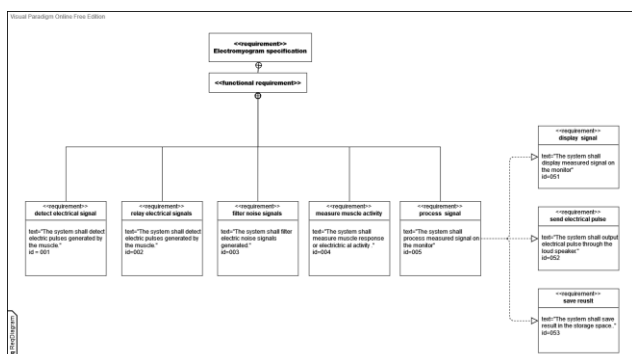 Visual Paradigm Online Free Edition
<<requirement>>
Electromyogram specification
<<functional requirement>>
<<requirement>>
display signal
text="The system shall
display measured signal on
the monitor"
id=051
<<requirement>>
detect electrical signal
text="The system shall detect
electric pulses generated by
the muscle."
id = 001
<<requirement>>
relay electrical signals
text="The system shall detect
electric pulses generated by
the muscle."
id=002
<<requirement>>
filter noise signals
text="The system shall filter
electric noise signals
generated."
id=003
<<requirement>>
measure muscle activity
text="The system shall
measure muscle response
or electric al activity ."
id=004
<<requirement>>
process signal
text="The system shall
process measured signal on
the monitor"
id=005
<<requirement>>
send electrical pulse
text="The system shall output
electrical pulse through the
loud speaker."
id=052
<<requirement>>
save reuslt
text="The system shall save
result in the storage space."
id=053
ReqDiagram